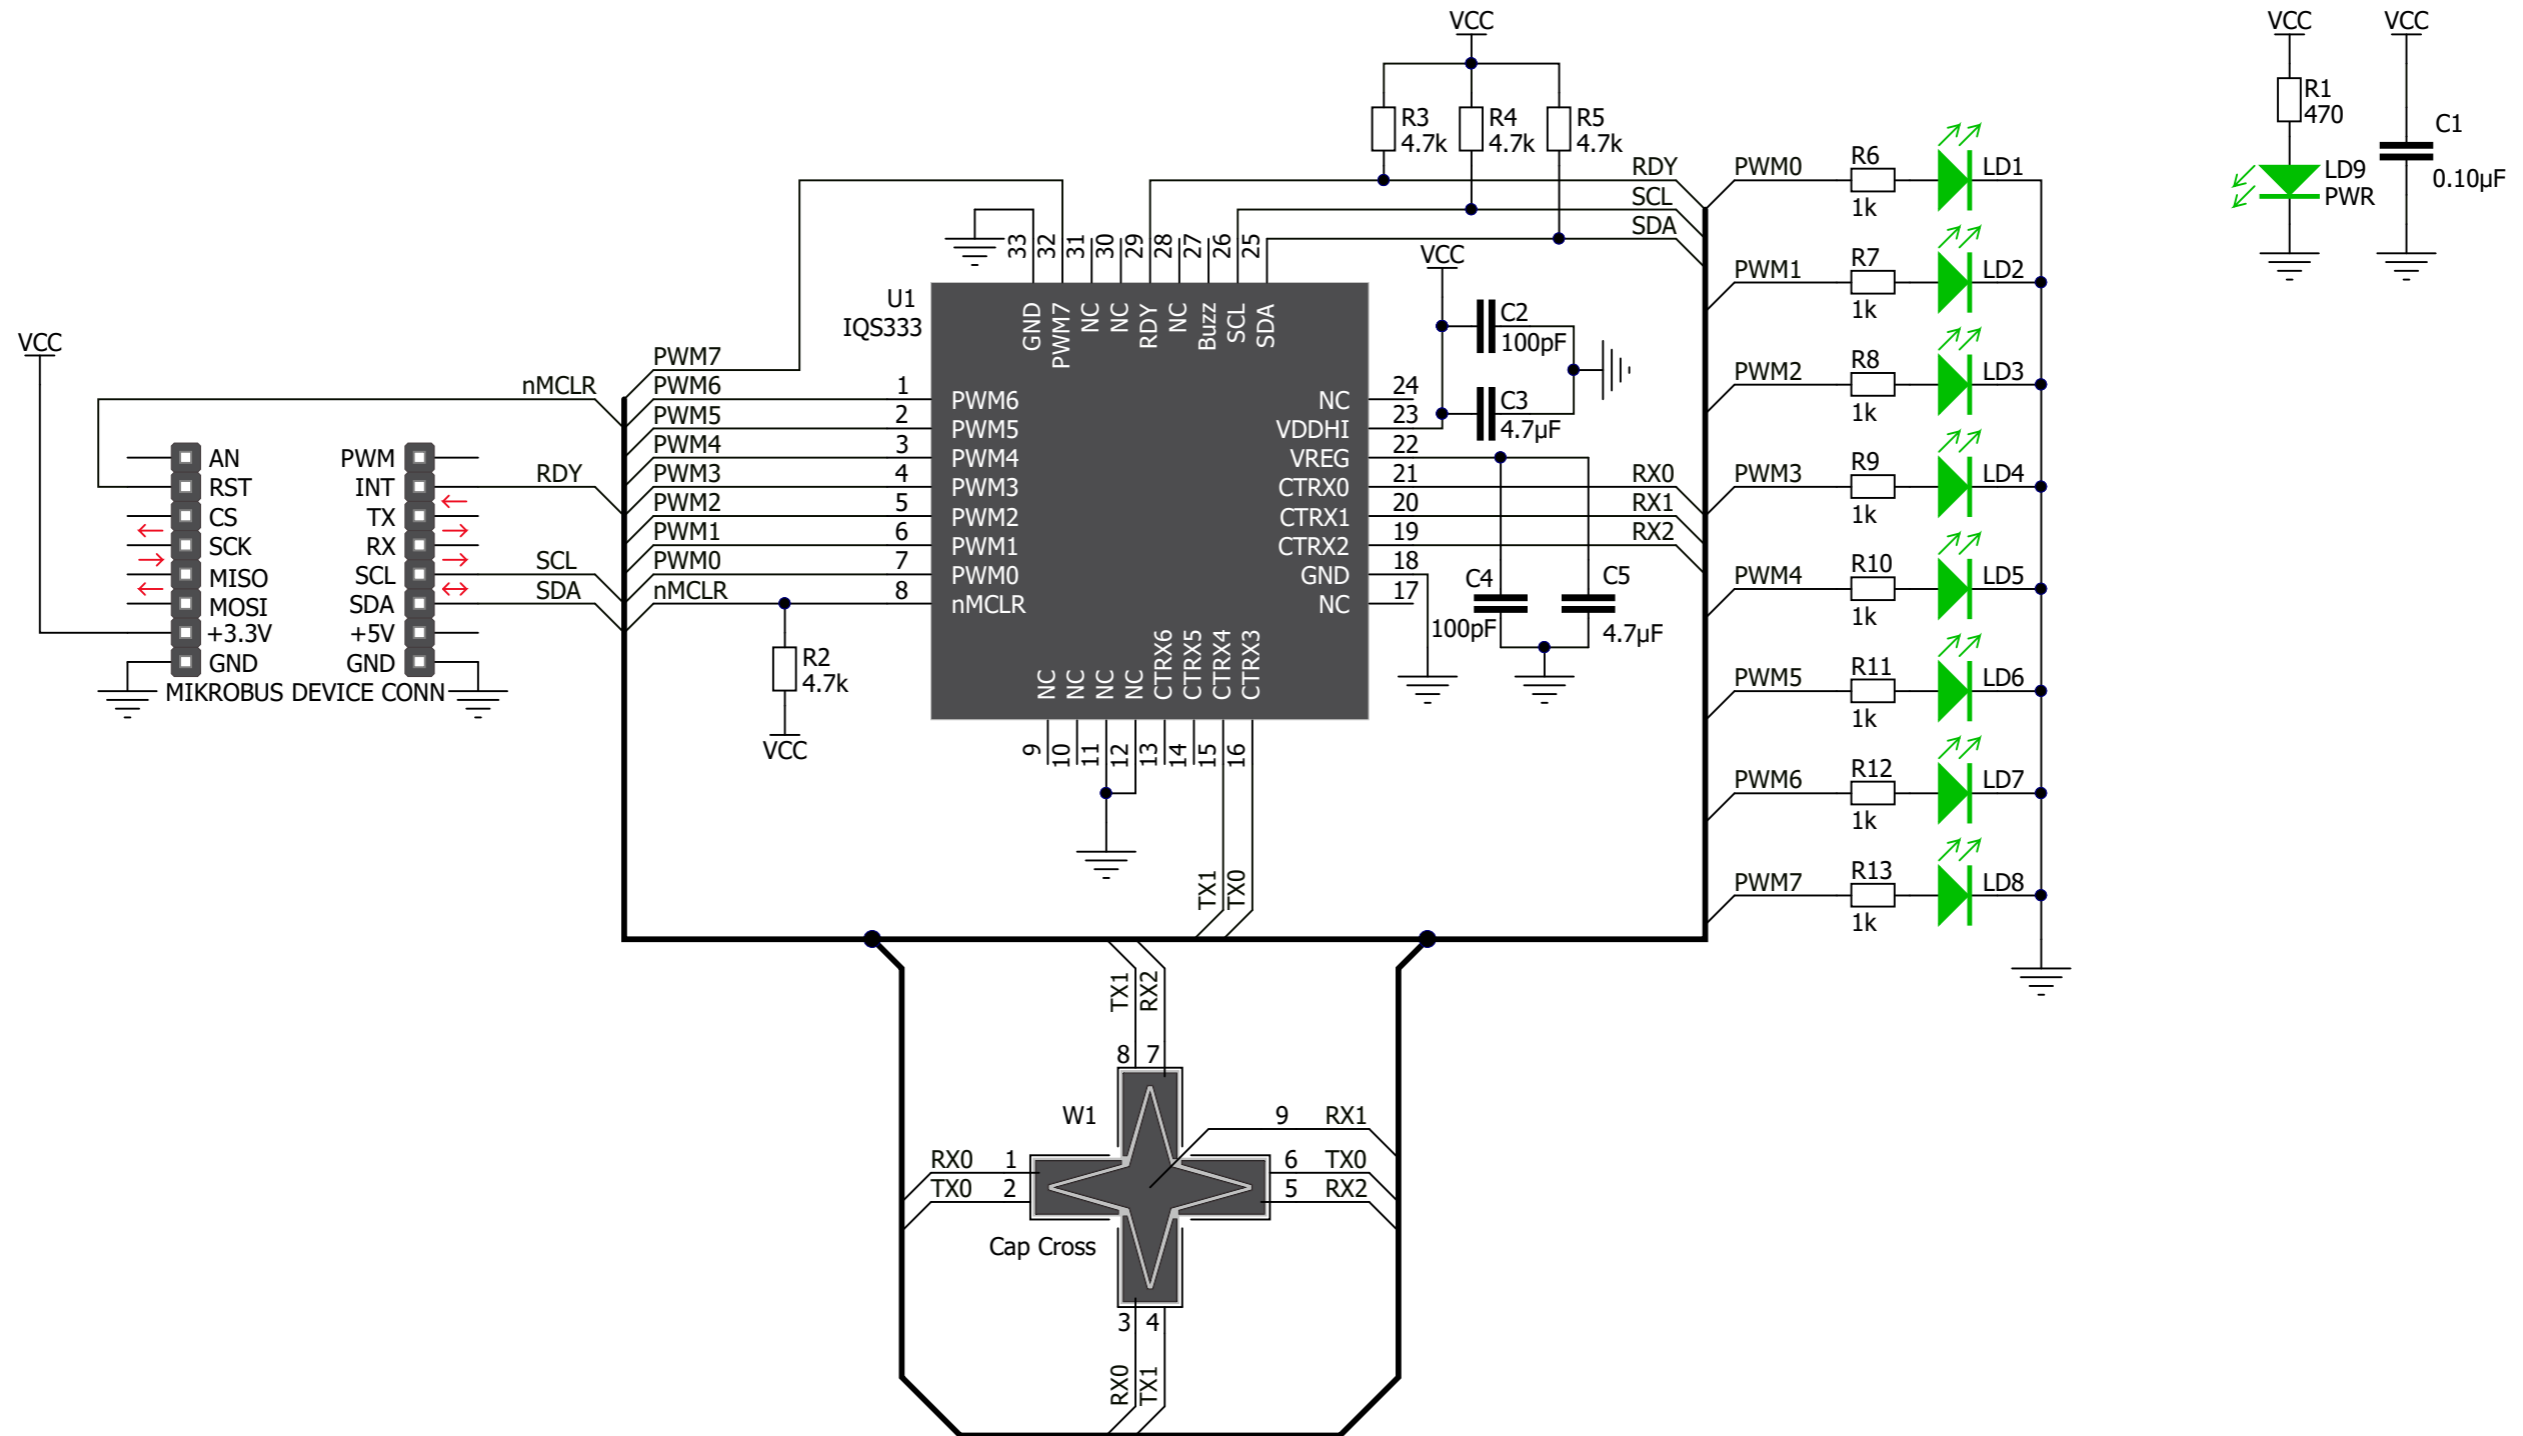 VCC
VCC
VCC
R3
4.7k
R4
4.7k
R5
4.7k
R1
470
LD9
PWR
C1
0.10µF
RDY
SCL
SDA
PWM0
R6
1k
LD1
PWM1
R7
1k
LD2
PWM2
R8
1k
LD3
PWM3
R9
1k
LD4
PWM4
R10
1k
LD5
PWM5
R11
1k
LD6
PWM6
R12
1k
LD7
PWM7
R13
1k
LD8
U1
IQS333
33 32 31 30 29 28 27 26 25
GND PWM7 NC NC RDY NC Buzz SCL SDA
VCC
C2
100pF
C3
4.7µF
VCC
nMCLR
PWM7
PWM6 1 PWM6
PWM5 2 PWM5
PWM4 3 PWM4
PWM3 4 PWM3
PWM2 5 PWM2
PWM1 6 PWM1
PWM0 7 PWM0
nMCLR 8 nMCLR
NC 24
VDDHI 23
VREG 22
CTRX0 21 RX0
CTRX1 20 RX1
CTRX2 19 RX2
GND 18
NC 17
C4
100pF
C5
4.7µF
AN PWM
RST INT RDY
CS TX
SCK RX
MISO SCL SCL
MOSI SDA SDA
+3.3V +5V
GND GND
MIKROBUS DEVICE CONN
R2
4.7k
VCC
NC NC NC NC CTRX6 CTRX5 CTRX4 CTRX3
9 10 11 12 13 14 15 16
TX1 TX0
TX1 RX2
8 7
W1
9 RX1
RX0 1
TX0 2
6 TX0
5 RX2
Cap Cross
3 4
RX0 TX1